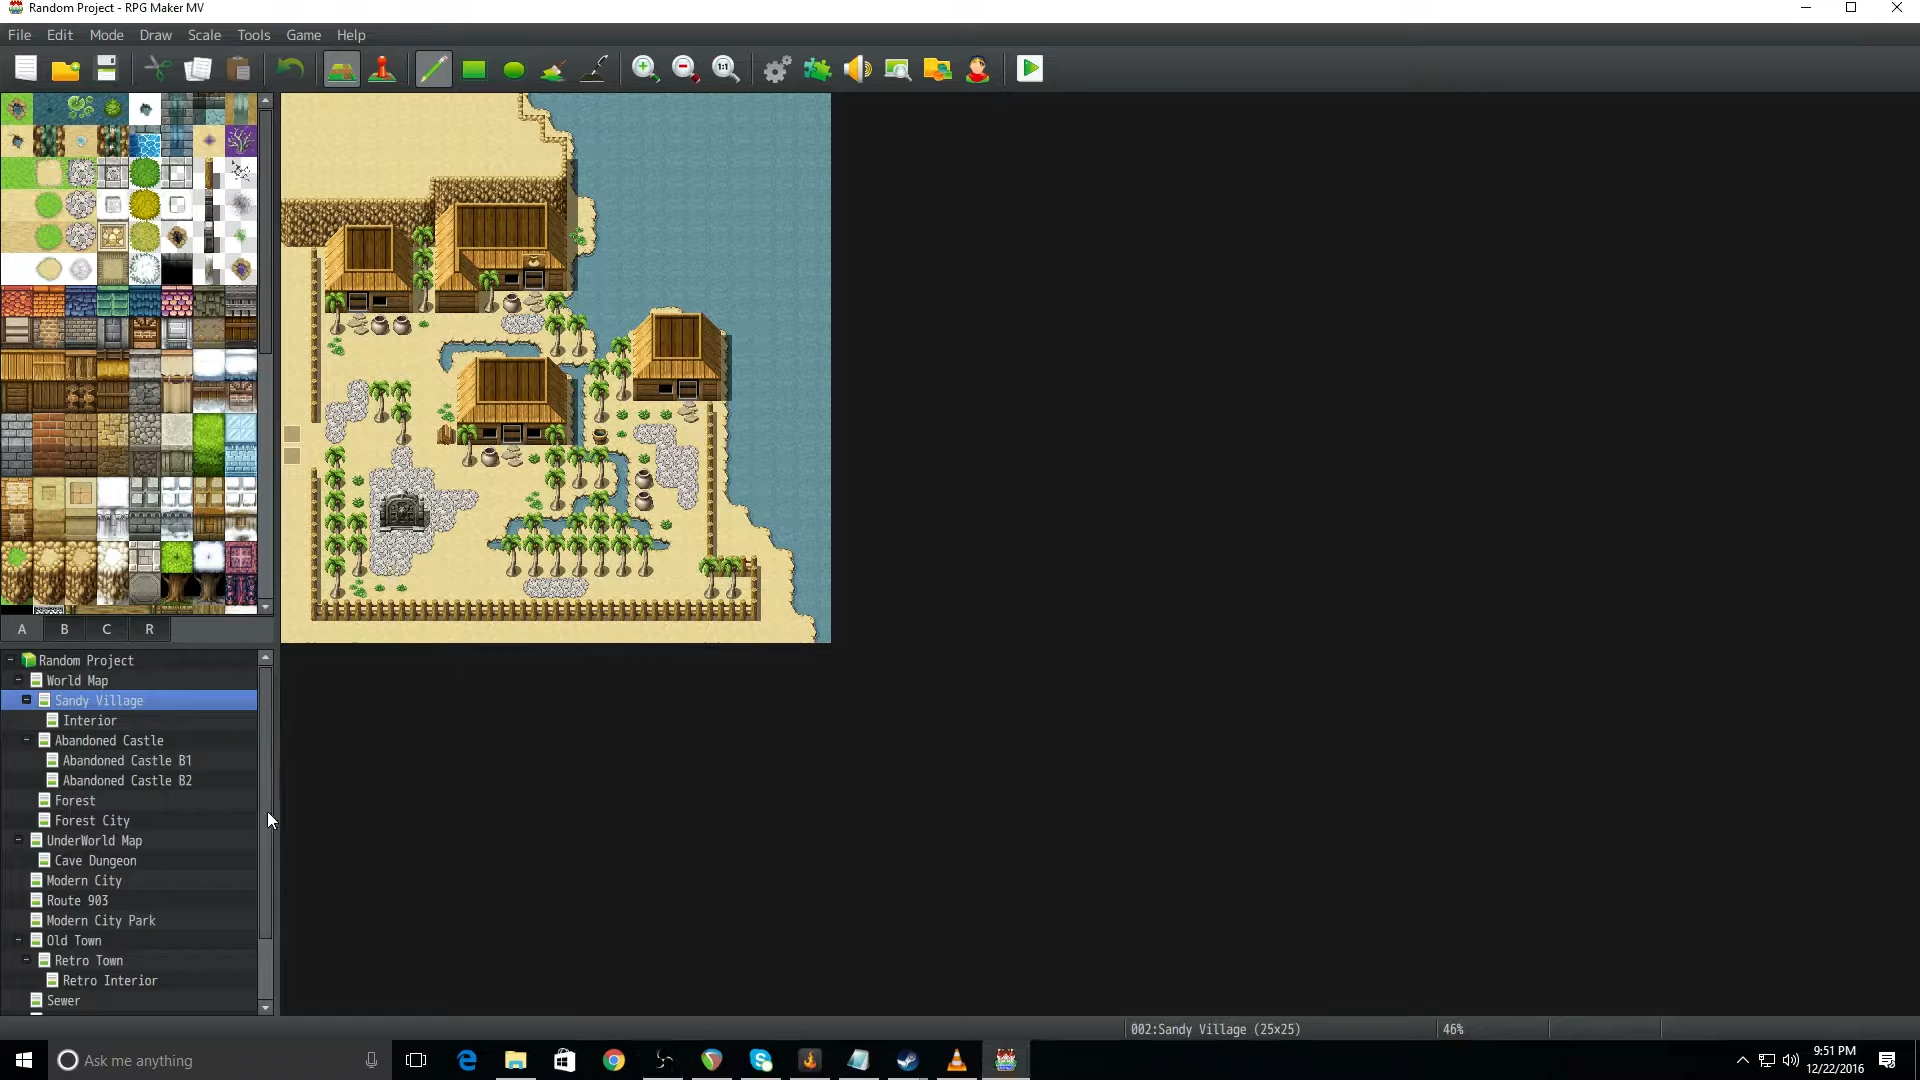 Random Project - RPG Maker MV
File Edit Mode Draw Scale Tools Game Help
1:1
A B C R
Random Project
World Map
Sandy Village
Interior
Abandoned Castle
Abandoned Castle B1
Abandoned Castle B2
Forest
Forest City
UnderWorld Map
Cave Dungeon
Modern City
Route 903
Modern City Park
Old Town
Retro Town
Retro Interior
Sewer
002:Sandy Village (25x25) 46%
Ask me anything
9:51 PM
12/22/2016